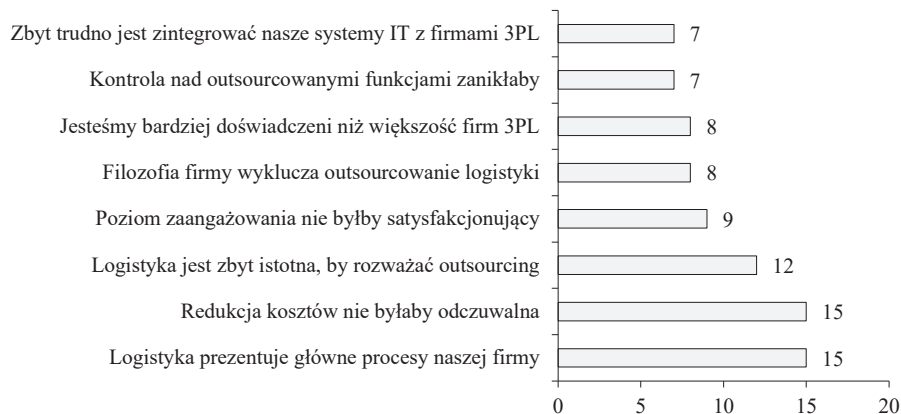 Zbyt trudno jest zintegrować nasze systemy IT z firmami 3PL 7
Kontrola nad outsourcowanymi funkcjami zanikłaby 7
Jesteśmy bardziej doświadczeni niż większość firm 3PL 8
Filozofia firmy wyklucza outsourcowanie logistyki 8
Poziom zaangażowania nie byłby satysfakcjonujący 9
Logistyka jest zbyt istotna, by rozważać outsourcing 12
Redukcja kosztów nie byłaby odczuwalna 15
Logistyka prezentuje główne procesy naszej firmy 15
0 5 10 15 20